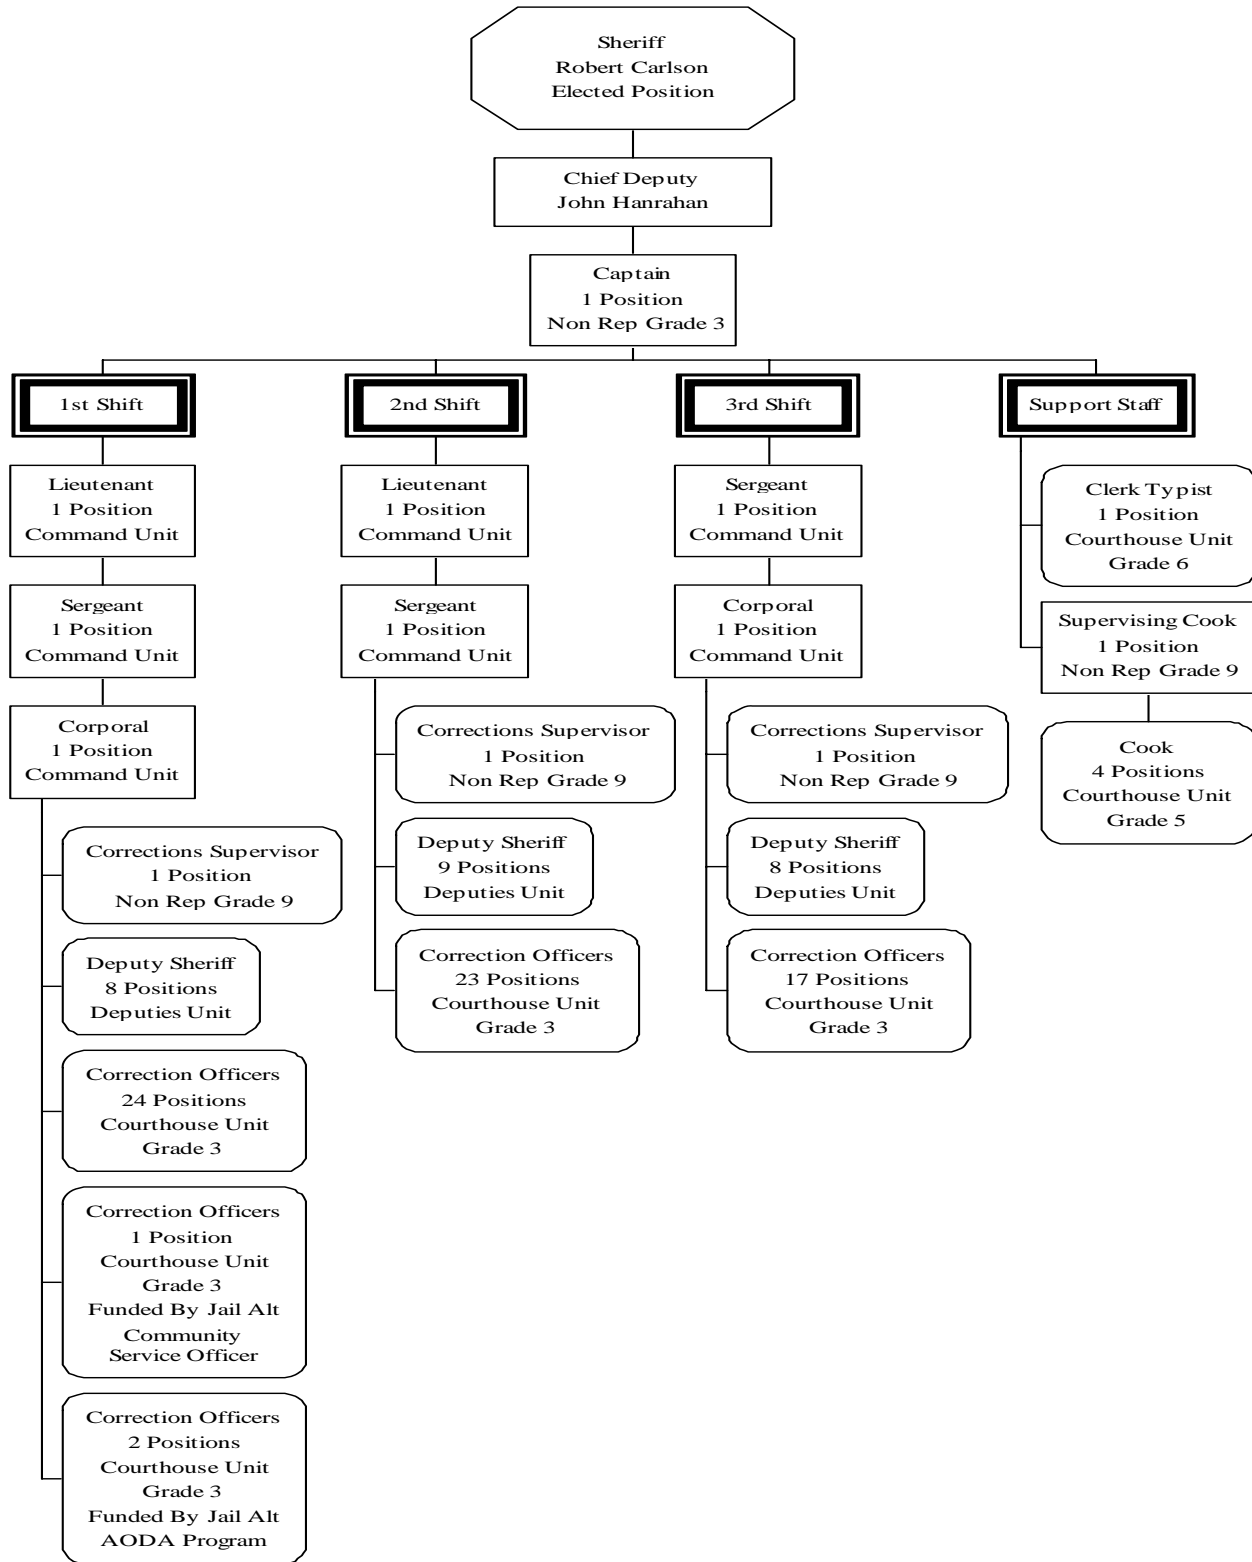 Sheriff
Robert Carlson
Elected Position
Chief Deputy
John Hanrahan
Captain
1 Position
Non Rep Grade 3
1st Shift
Lieutenant
1 Position
Command Unit
Sergeant
1 Position
Command Unit
Corporal
1 Position
Command Unit
Corrections Supervisor
1 Position
Non Rep Grade 9
Deputy Sheriff
8 Positions
Deputies Unit
Correction Officers
24 Positions
Courthouse Unit
Grade 3
Correction Officers
1 Position
Courthouse Unit
Grade 3
Funded By Jail Alt
Community
Service Officer
Correction Officers
2 Positions
Courthouse Unit
Grade 3
Funded By Jail Alt
AODA Program
2nd Shift
Lieutenant
1 Position
Command Unit
Sergeant
1 Position
Command Unit
Corrections Supervisor
1 Position
Non Rep Grade 9
Deputy Sheriff
9 Positions
Deputies Unit
Correction Officers
23 Positions
Courthouse Unit
Grade 3
3rd Shift
Sergeant
1 Position
Command Unit
Corporal
1 Position
Command Unit
Corrections Supervisor
1 Position
Non Rep Grade 9
Deputy Sheriff
8 Positions
Deputies Unit
Correction Officers
17 Positions
Courthouse Unit
Grade 3
Support Staff
Clerk Typist
1 Position
Courthouse Unit
Grade 6
Supervising Cook
1 Position
Non Rep Grade 9
Cook
4 Positions
Courthouse Unit
Grade 5